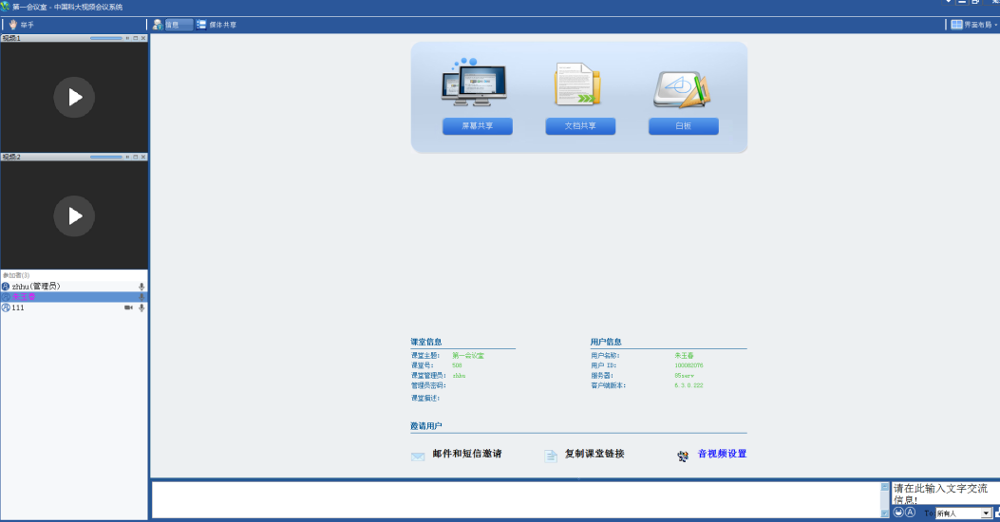 第一会议室 - 中国科大视频会议系统
举手
信息 媒体共享 界面布局
视频1
视频2
参加者(3)
zhhu(管理员)
朱玉春
111
屏幕共享 文档共享 白板
课堂信息
课堂主题: 第一会议室
课堂号: 500
课堂管理员: zhhu
管理员密码:
课堂描述:
用户信息
用户名称: 朱玉春
用户 ID: 100082076
服务器: 85serv
客户端版本: 6.3.0.222
邀请用户
邮件和短信邀请 复制课堂链接 音视频设置
请在此输入文字交流
信息!
To 所有人